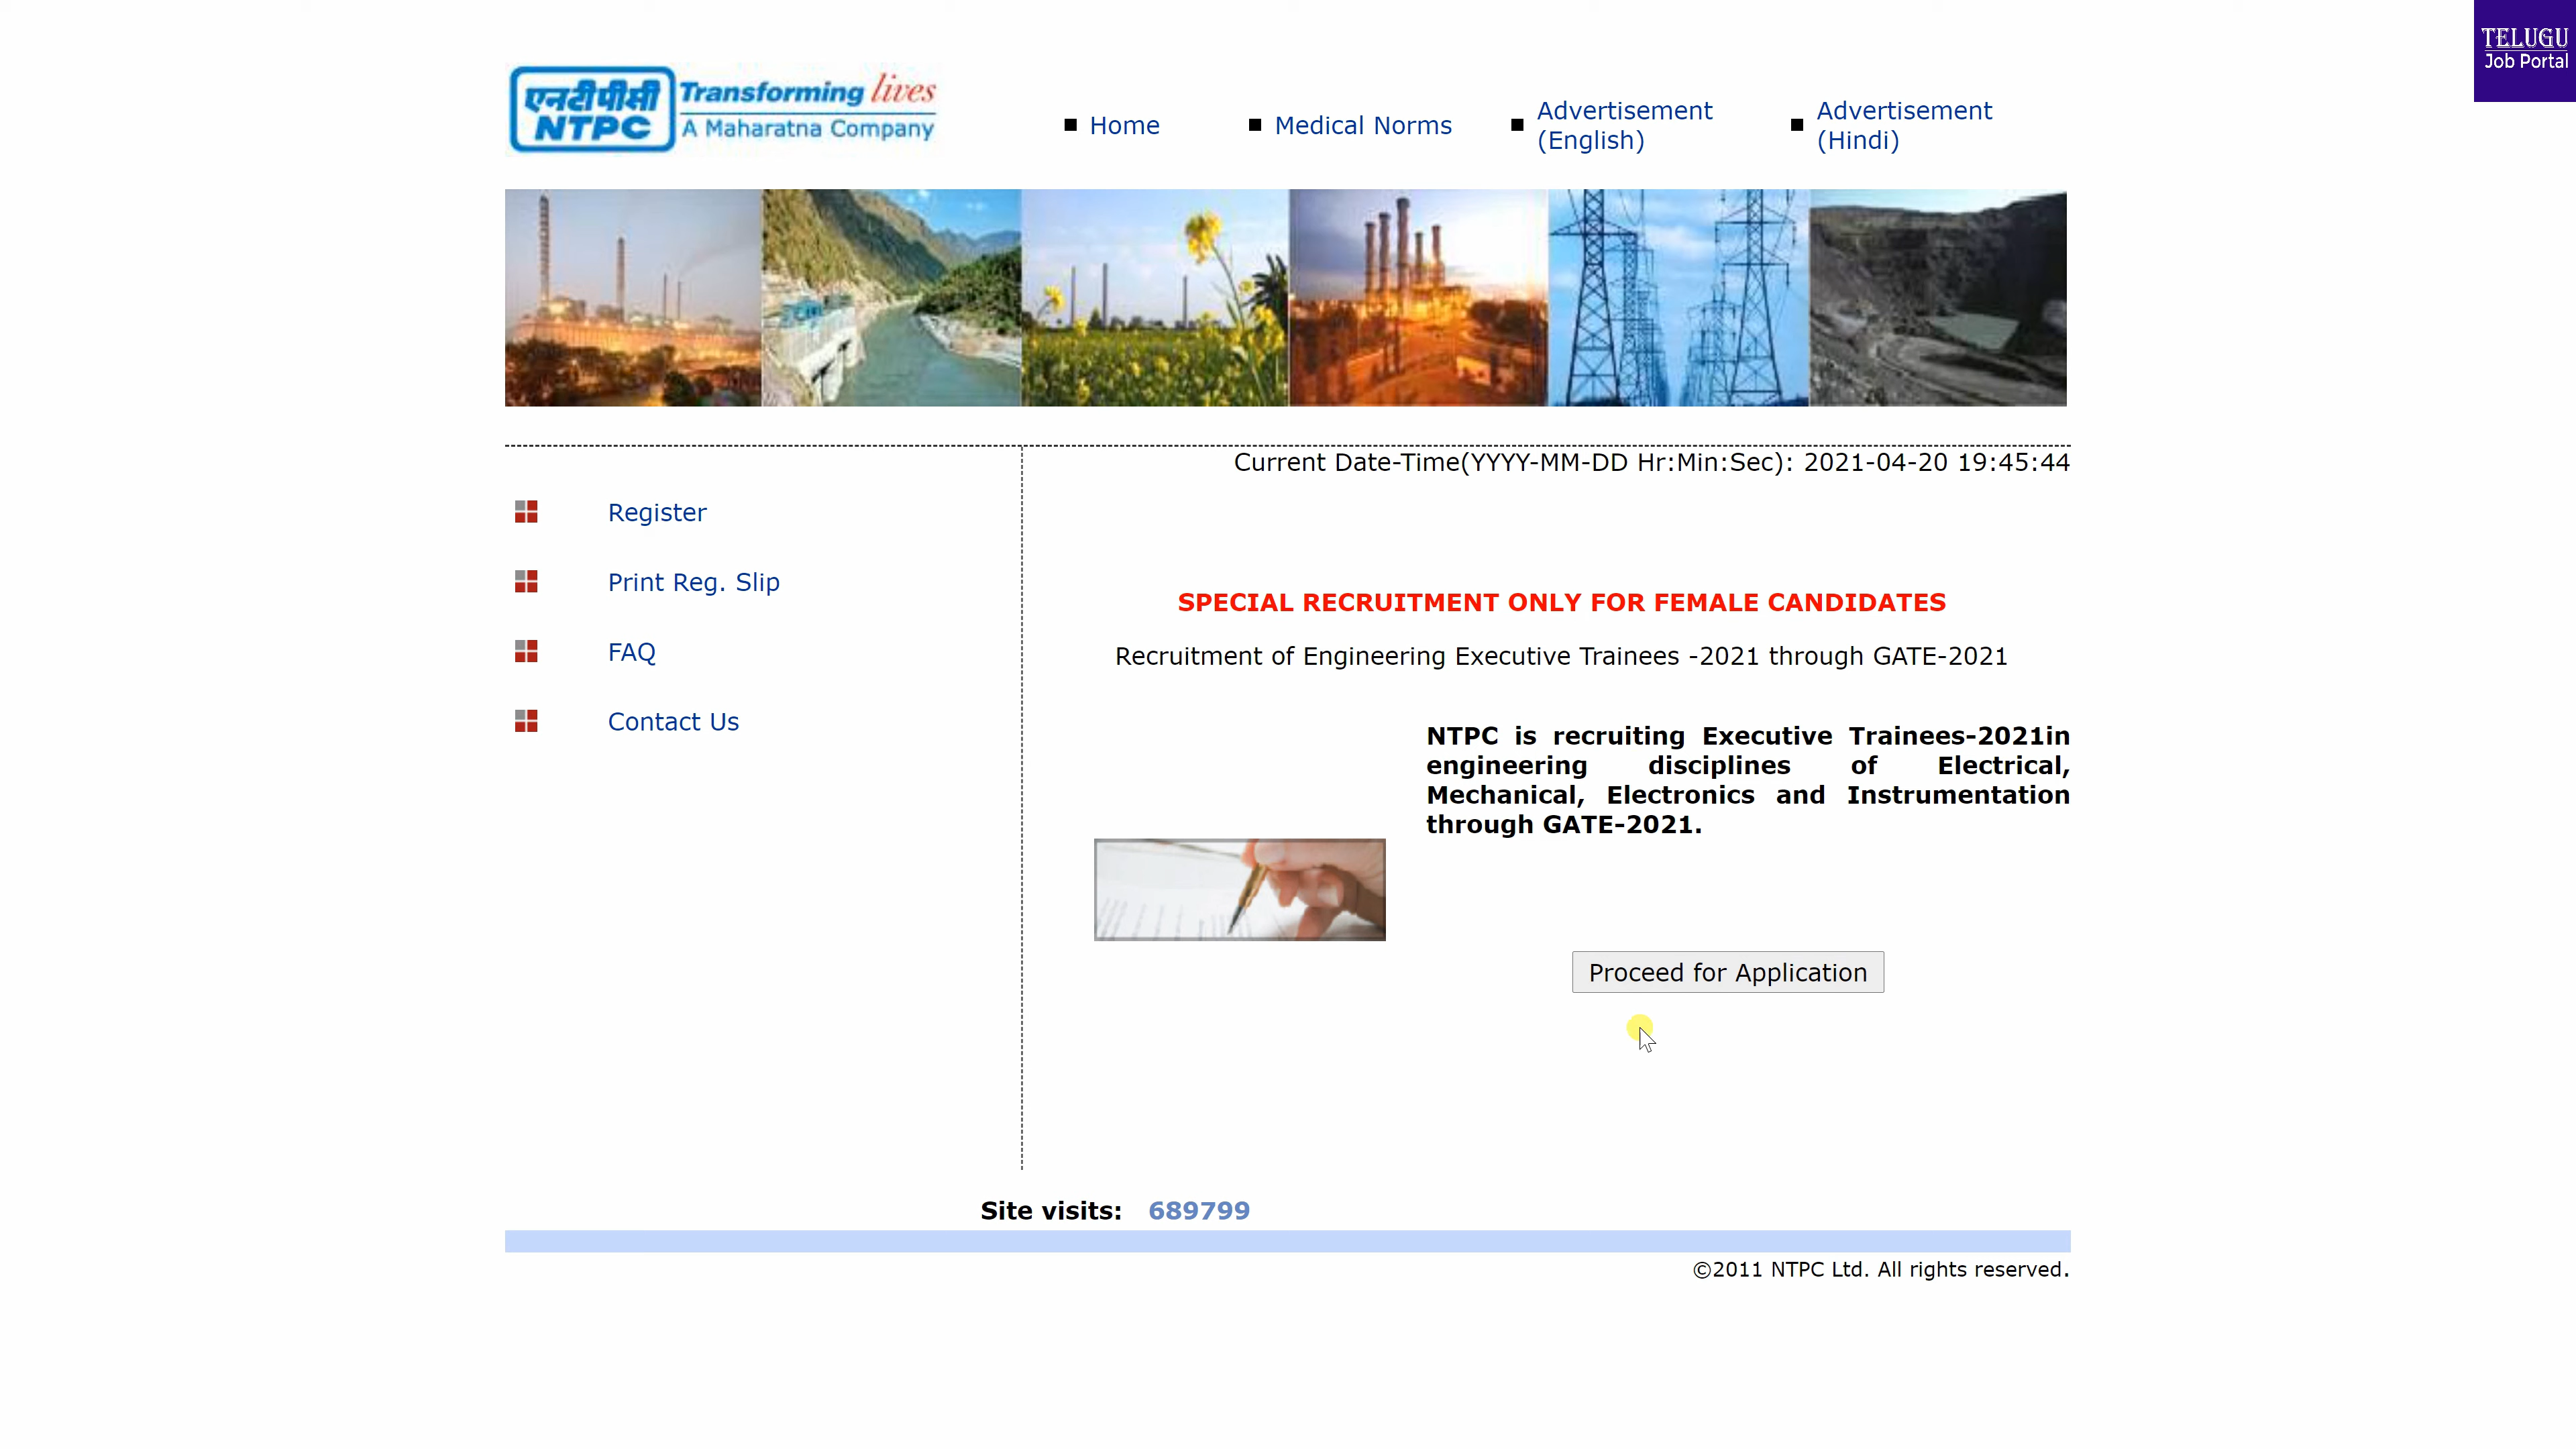 TELUGU
Job Portal
एनटीपीसी
NTPC
Transforming lives
A Maharatna Company
Home
Medical Norms
Advertisement
(English)
Advertisement
(Hindi)
Current Date-Time(YYYY-MM-DD Hr:Min:Sec): 2021-04-20 19:45:44
Register
Print Reg. Slip
FAQ
Contact Us
SPECIAL RECRUITMENT ONLY FOR FEMALE CANDIDATES
Recruitment of Engineering Executive Trainees -2021 through GATE-2021
NTPC is recruiting Executive Trainees-2021in
engineering disciplines of Electrical,
Mechanical, Electronics and Instrumentation
through GATE-2021.
Proceed for Application
Site visits: 689799
©2011 NTPC Ltd. All rights reserved.